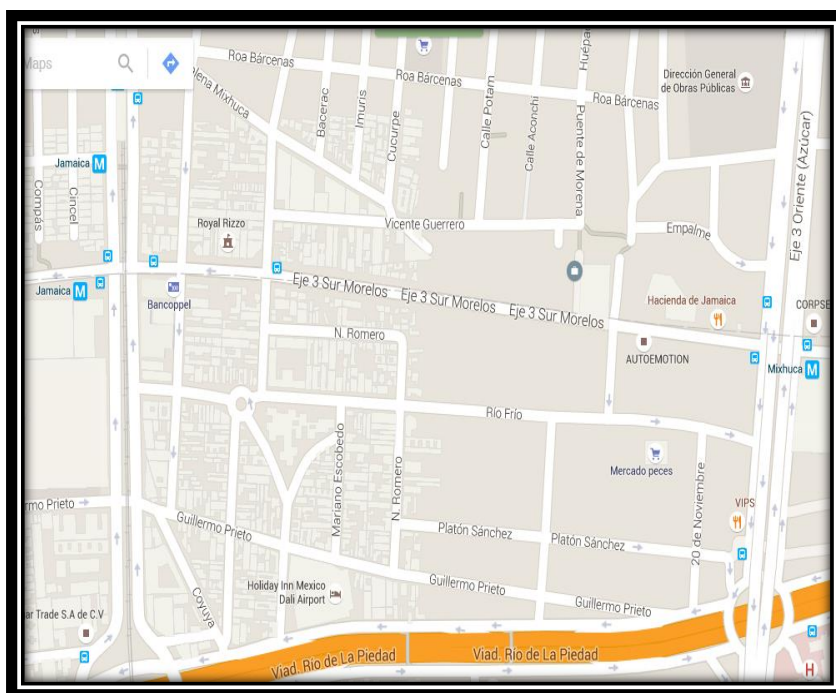 Maps
Roa Bárcenas
Roa Bárcenas
Roa Bárcenas
Dirección General
de Obras Públicas
Bacerac
Imuris
Cucurpe
Calle Potam
Calle Aconchi
Puente de Morena
Eje 3 Oriente (Azúcar)
Jamaica M
Compás
Cincel
Royal Rizzo
Vicente Guerrero
Empalme
Jamaica M
Bancoppel
Eje 3 Sur Morelos
Eje 3 Sur Morelos
Eje 3 Sur Morelos
Hacienda de Jamaica
CORPSE
N. Romero
AUTOEMOTION
Mixhuca M
Río Frío
Mariano Escobedo
N. Romero
Mercado peces
20 de Noviembre
VIPS
rmo Prieto
Guillermo Prieto
Platón Sánchez
Platón Sánchez
Coyuya
Holiday Inn Mexico
Dali Airport
Guillermo Prieto
Guillermo Prieto
ar Trade S.A de C.V
Viad. Río de La Piedad
Viad. Río de La Piedad
H